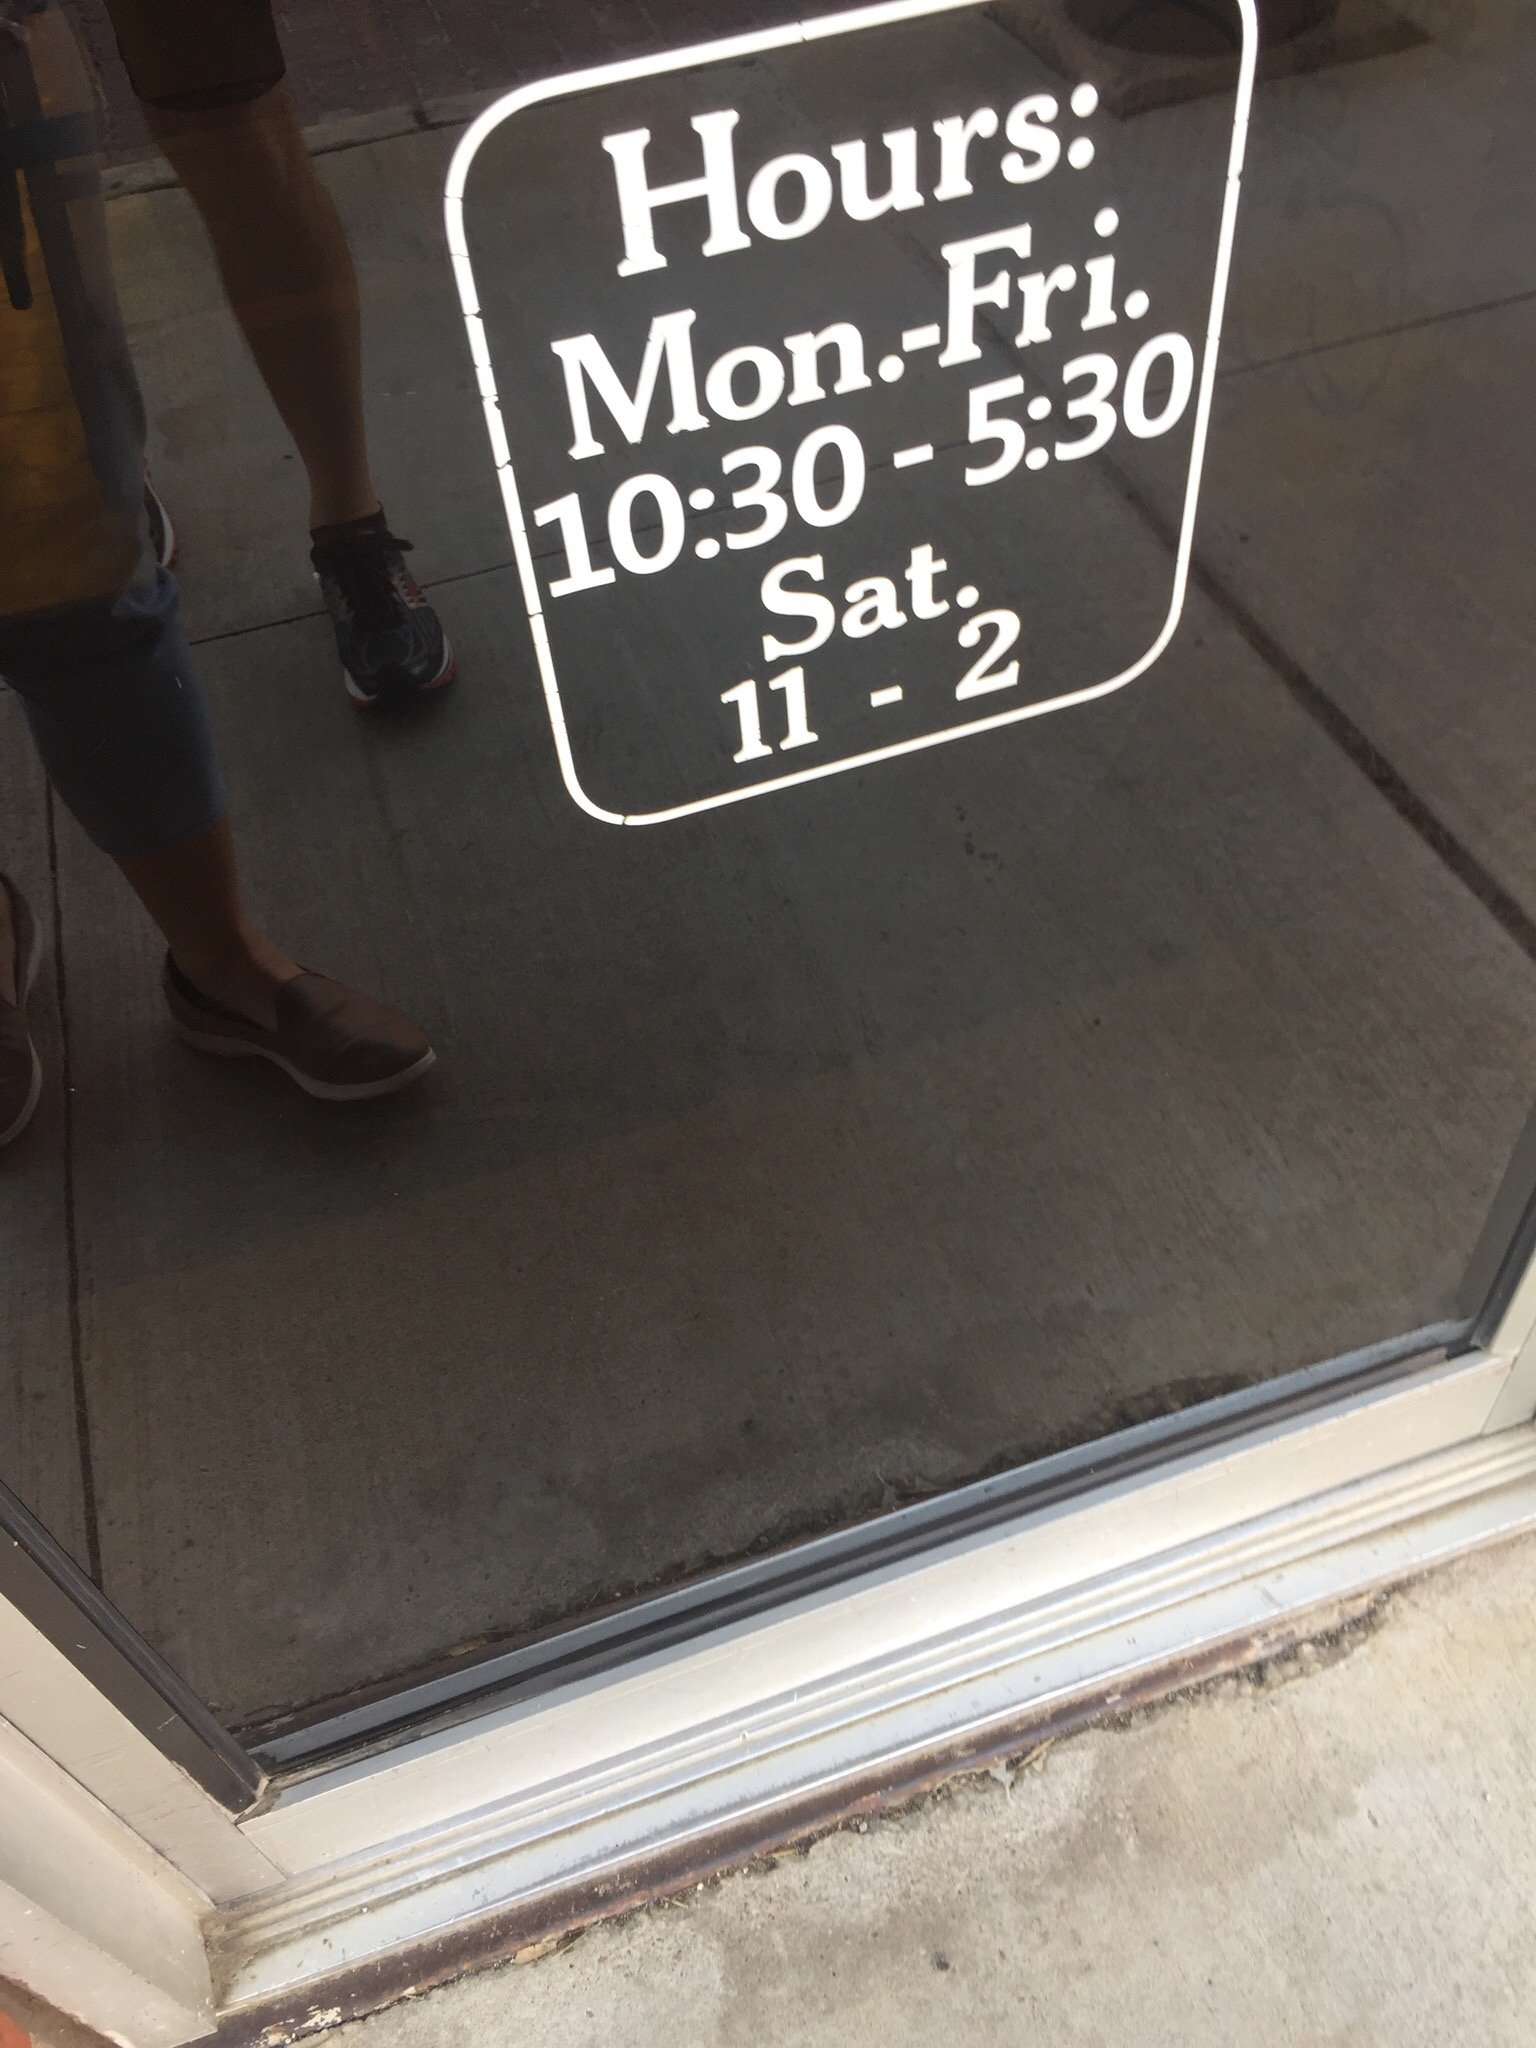 Hours:
Mon.-Fri.
10:30 - 5:30
Sat.
11 - 2